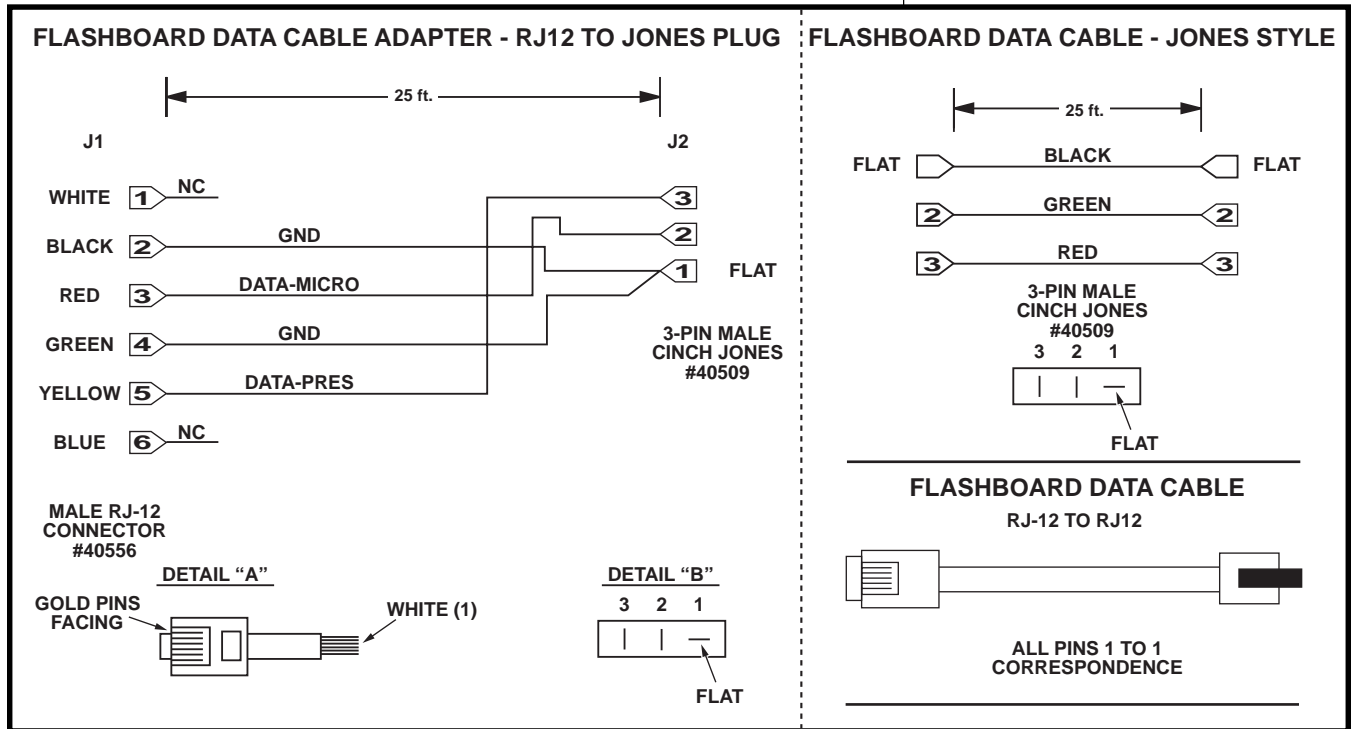 FLASHBOARD DATA CABLE ADAPTER - RJ12 TO JONES PLUG
25 ft.
J1
J2
WHITE 1 NC
3
BLACK 2 GND
2
1 FLAT
RED 3 DATA-MICRO
GREEN 4 GND
3-PIN MALE
CINCH JONES
#40509
YELLOW 5 DATA-PRES
BLUE 6 NC
MALE RJ-12
CONNECTOR
#40556
DETAIL “A”
GOLD PINS
FACING
WHITE (1)
DETAIL “B”
3 2 1
FLAT
FLASHBOARD DATA CABLE - JONES STYLE
25 ft.
FLAT BLACK FLAT
2 GREEN 2
3 RED 3
3-PIN MALE
CINCH JONES
#40509
3 2 1
FLAT
FLASHBOARD DATA CABLE
RJ-12 TO RJ12
ALL PINS 1 TO 1
CORRESPONDENCE